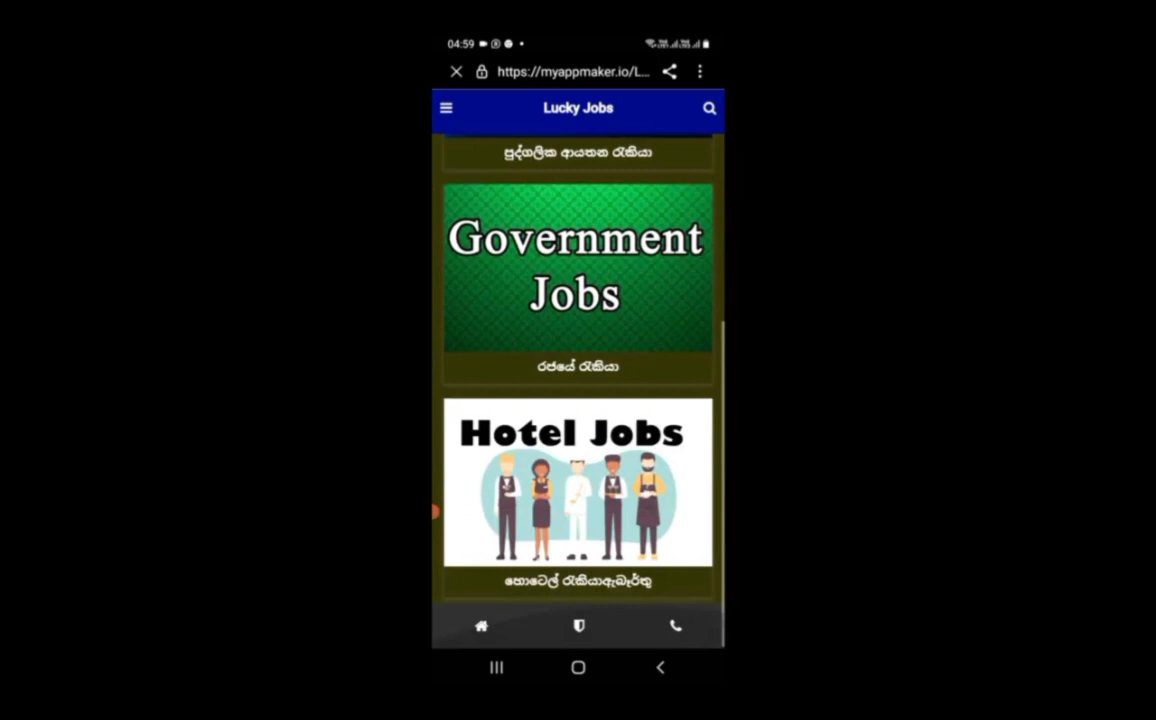 04:59
https://myappmaker.io/L...
Lucky Jobs
පුද්ගලික ආයතන රැකියා
Government
Jobs
රජයේ රැකියා
Hotel Jobs
හොටෙල් රැකියාඇබෑර්තු